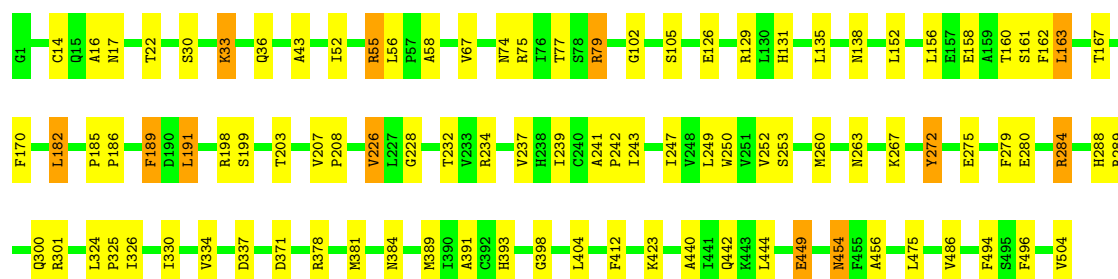 G1 C14 Q15 A16 N17 T22 S30 K33 Q36 A43 I52 R55 L56 P57 A58 V67 N74 R75 I76 T77 S78 R79 G102 S105 E126 R129 L130 H131 L135 N138 L152 L156 E157 E158 A159 T160 S161 F162 L163 T167
F170 L182 P185 P186 F189 D190 L191 R198 S199 T203 V207 P208 V226 L227 G228 T232 V233 R234 V237 H238 I239 C240 A241 P242 I243 I247 V248 L249 W250 V251 V252 S253 M260 N263 K267 Y272 E275 F279 E280 R284 H288
Q300 R301 L324 P325 I326 I330 V334 D337 D371 R378 M381 N384 M389 I390 A391 C392 H393 G398 L404 F412 K423 A440 I441 Q442 K443 L444 E449 N454 F455 A456 L475 V486 F494 S495 F496 V504